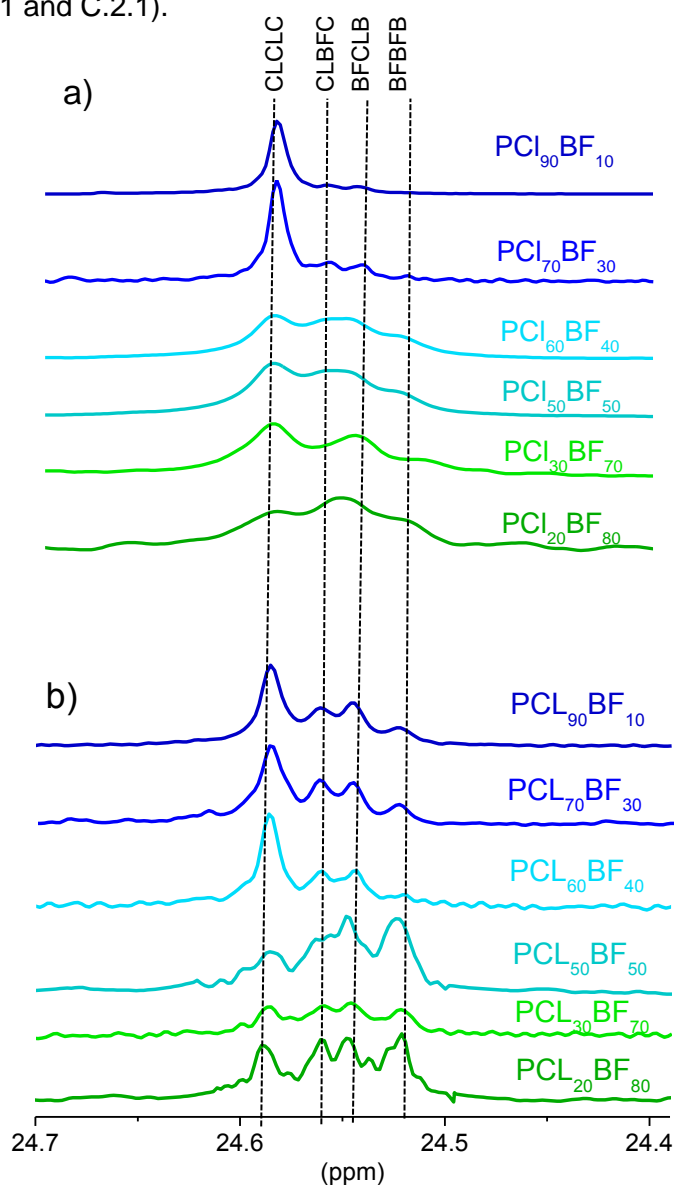 1 and C.2.1).
CLCLC
CLBFC
BFCLB
BFBFB
a)
PCl90BF10
PCl70BF30
PCl60BF40
PCl50BF50
PCl30BF70
PCl20BF80
b)
PCL90BF10
PCL70BF30
PCL60BF40
PCL50BF50
PCL30BF70
PCL20BF80
24.7 24.6 24.5 24.4
(ppm)